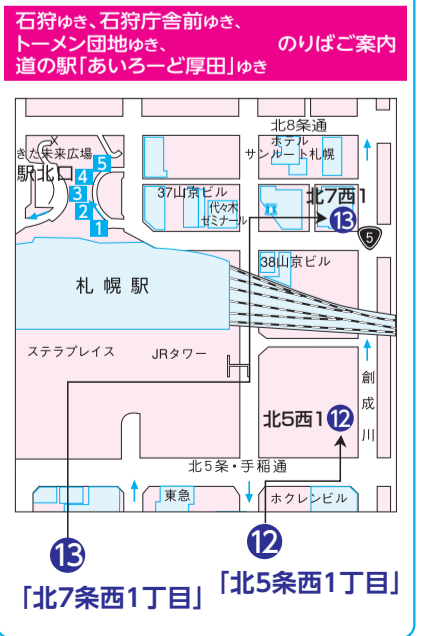 石狩ゆき、石狩庁舎前ゆき、
トーメン団地ゆき、
道の駅「あいろーど厚田」ゆき
のりばご案内
北8条通
ホテル
サンルート札幌
きた未来広場
駅北口
5
4
3
2
1
37山京ビル
代々木
ゼミナール
北7西1
13
5
38山京ビル
札幌駅
ステラプレイス
JRタワー
創成川
北5西1
12
北5条・手稲通
東急
ホクレンビル
13
「北7条西1丁目」
12
「北5条西1丁目」